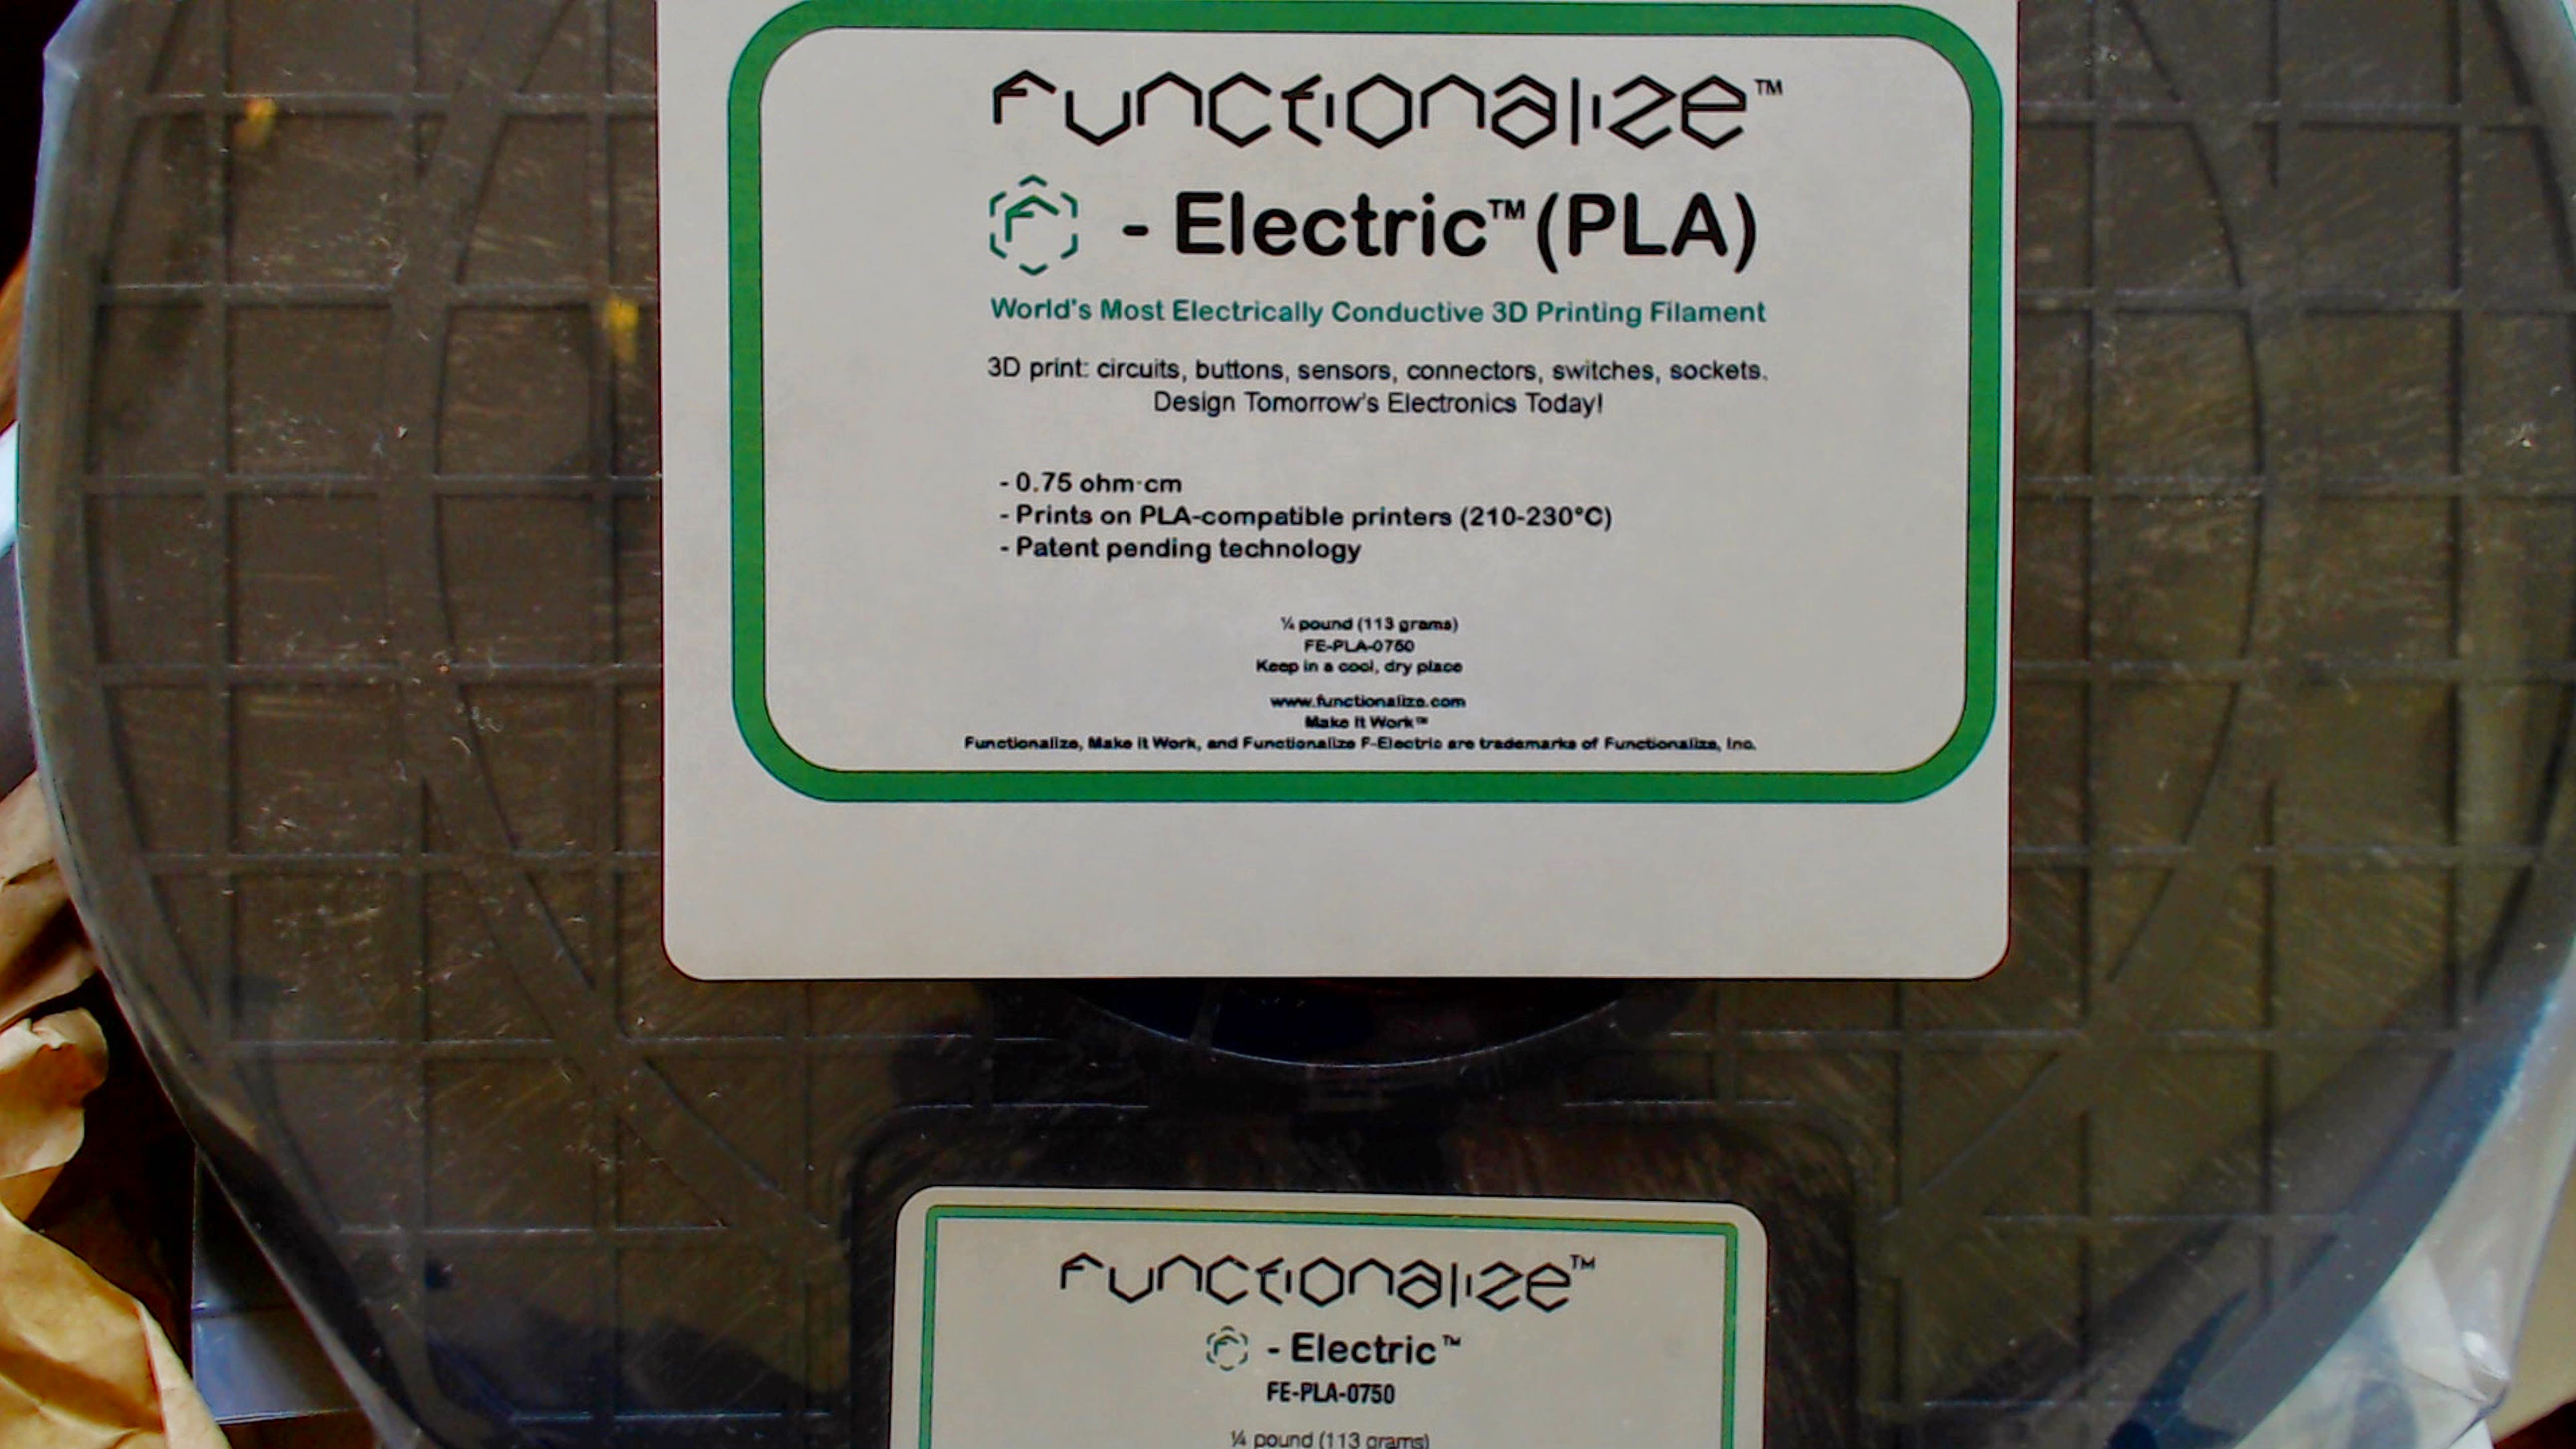 Functionalize™
F - Electric™ (PLA)
World's Most Electrically Conductive 3D Printing Filament
3D print: circuits, buttons, sensors, connectors, switches, sockets.
Design Tomorrow's Electronics Today!
- 0.75 ohm·cm
- Prints on PLA-compatible printers (210-230°C)
- Patent pending technology
¼ pound (113 grams)
FE-PLA-0750
Keep in a cool, dry place
www.functionalize.com
Make It Work™
Functionalize, Make it Work, and Functionalize F-Electric are trademarks of Functionalize, Inc.
Functionalize™
F - Electric™
FE-PLA-0750
¼ pound (113 grams)